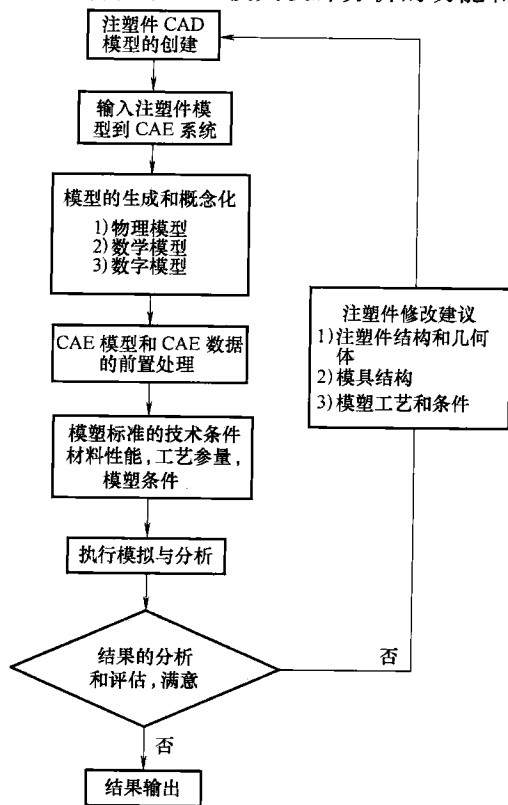 注塑件 CAD
模型的创建
输入注塑件模
型到 CAE 系统
模型的生成和概念化
1)物理模型
2)数学模型
3)数字模型
CAE 模型和 CAE 数据
的前置处理
模塑标准的技术条件
材料性能,工艺参量,
模塑条件
执行模拟与分析
结果的分析
和评估,满意
否
结果输出
否
注塑件修改建议
1)注塑件结构和几何
体
2)模具结构
3)模塑工艺和条件